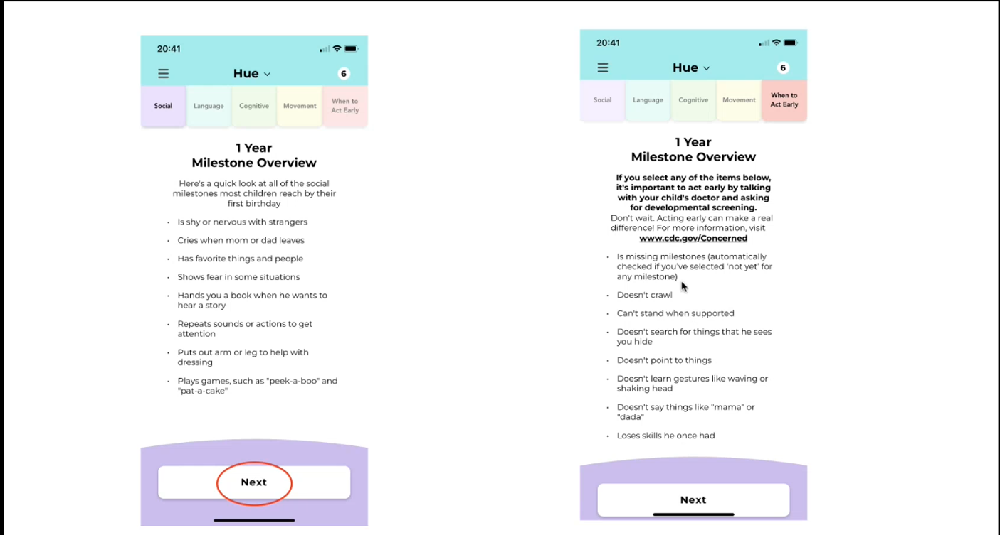 20:41
Hue
6
Social
Language
Cognitive
Movement
When to
Act Early
1 Year
Milestone Overview
Here's a quick look at all of the social
milestones most children reach by their
first birthday
· Is shy or nervous with strangers
· Cries when mom or dad leaves
· Has favorite things and people
· Shows fear in some situations
· Hands you a book when he wants to
hear a story
· Repeats sounds or actions to get
attention
· Puts out arm or leg to help with
dressing
· Plays games, such as "peek-a-boo" and
"pat-a-cake"
Next
20:41
Hue
6
Social
Language
Cognitive
Movement
When to
Act Early
1 Year
Milestone Overview
If you select any of the items below,
it's important to act early by talking
with your child's doctor and asking
for developmental screening.
Don't wait. Acting early can make a real
difference! For more information, visit
www.cdc.gov/Concerned
· Is missing milestones (automatically
checked if you've selected 'not yet' for
any milestone)
· Doesn't crawl
· Can't stand when supported
· Doesn't search for things that he sees
you hide
· Doesn't point to things
· Doesn't learn gestures like waving or
shaking head
· Doesn't say things like "mama" or
"dada"
· Loses skills he once had
Next